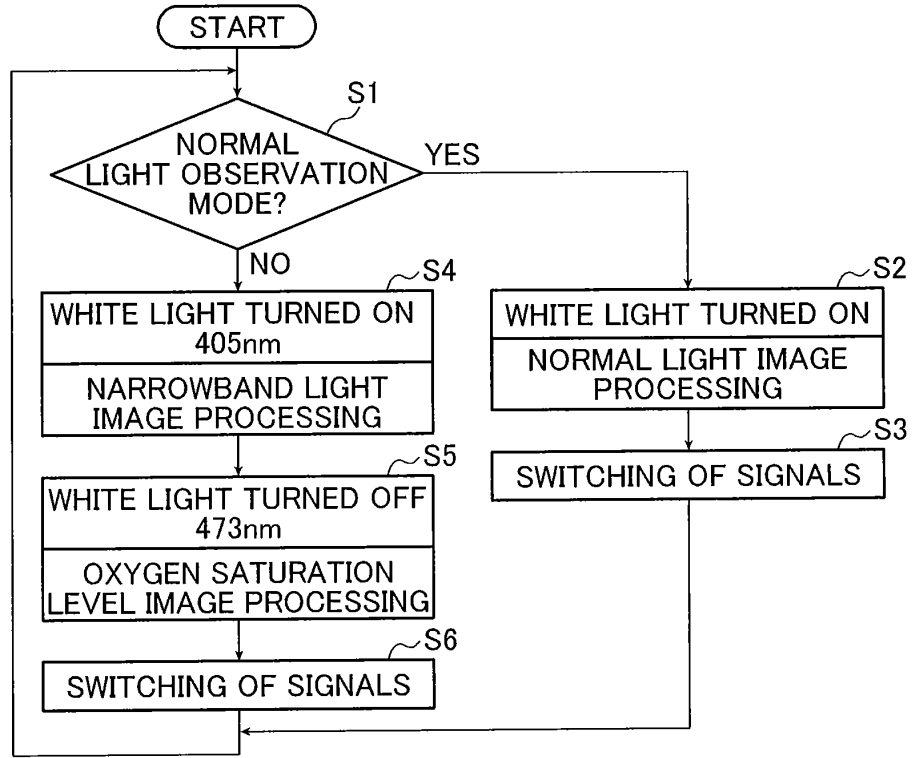 START
S1
NORMAL
LIGHT OBSERVATION
MODE?
YES
NO
S4
WHITE LIGHT TURNED ON
405nm
NARROWBAND LIGHT
IMAGE PROCESSING
S5
WHITE LIGHT TURNED OFF
473nm
OXYGEN SATURATION
LEVEL IMAGE PROCESSING
S6
SWITCHING OF SIGNALS
S2
WHITE LIGHT TURNED ON
NORMAL LIGHT IMAGE
PROCESSING
S3
SWITCHING OF SIGNALS